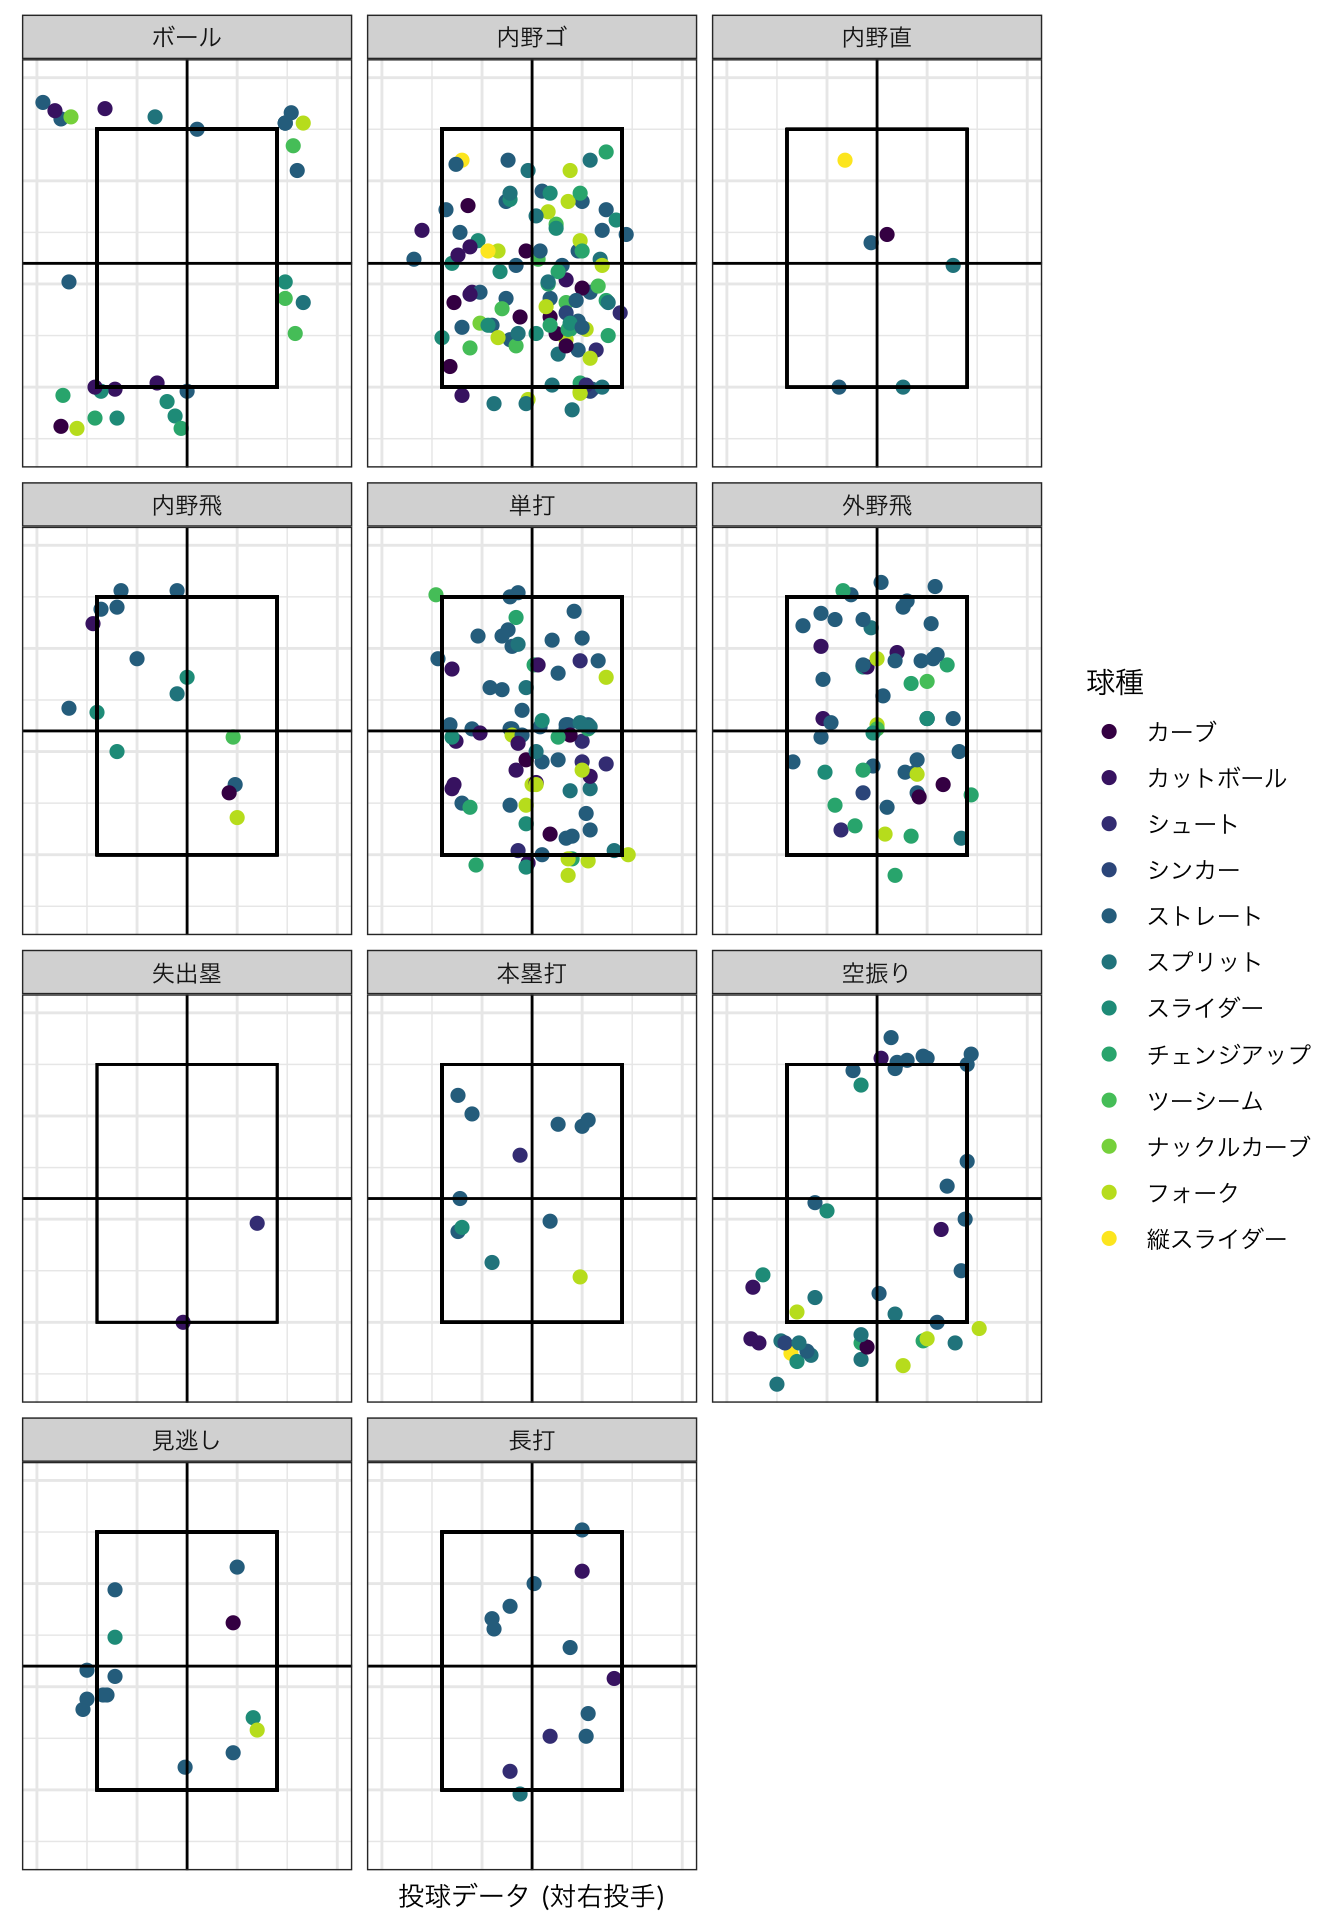 ボール
内野ゴ
内野直
内野飛
単打
外野飛
失出塁
本塁打
空振り
見逃し
長打
球種
カーブ
カットボール
シュート
シンカー
ストレート
スプリット
スライダー
チェンジアップ
ツーシーム
ナックルカーブ
フォーク
縦スライダー
投球データ (対右投手)